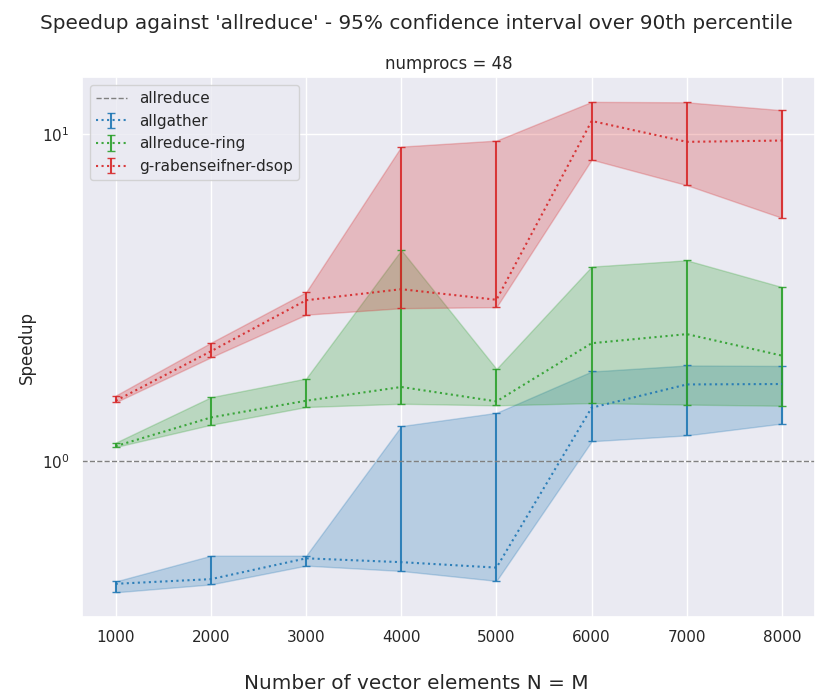 Speedup against 'allreduce' - 95% confidence interval over 90th percentile
numprocs = 48
allreduce
allgather
allreduce-ring
g-rabenseifner-dsop
10^1
10^0
Speedup
1000 2000 3000 4000 5000 6000 7000 8000
Number of vector elements N = M